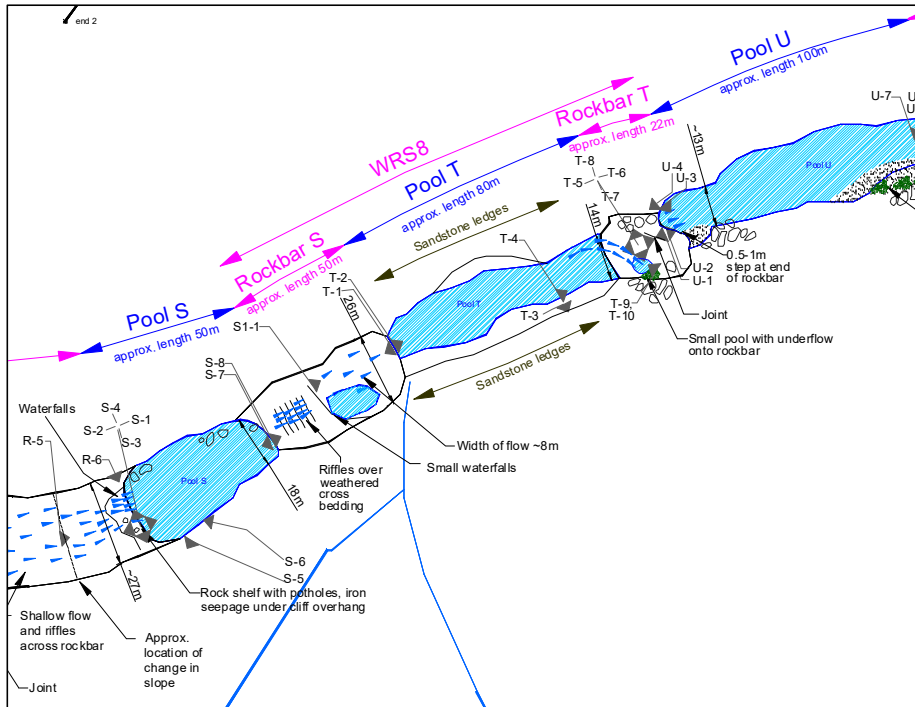 end 2
Pool U
approx. length 100m
Rockbar T
approx. length 22m
WRS8
Pool T
approx. length 80m
Sandstone ledges
Rockbar S
approx. length 50m
Pool S
approx. length 50m
U-7
U
U
~13m
Pool U
T-8
T-6
T-5
T-7
U-4
U-3
14m
T-4
T-2
T-1
26m
Pool T
0.5-1m
step at end
of rockbar
U-2
U-1
T-3
T-9
T-10
Joint
Small pool with underflow
onto rockbar
Sandstone ledges
S1-1
S-8
S-7
Waterfalls
S-4
S-1
S-2
S-3
R-5
R-6
Width of flow ~8m
Small waterfalls
Riffles over
weathered
cross
bedding
Pool S
18m
~27m
S-6
S-5
Rock shelf with potholes, iron
seepage under cliff overhang
Shallow flow
and riffles
across rockbar
Approx.
location of
change in
slope
Joint